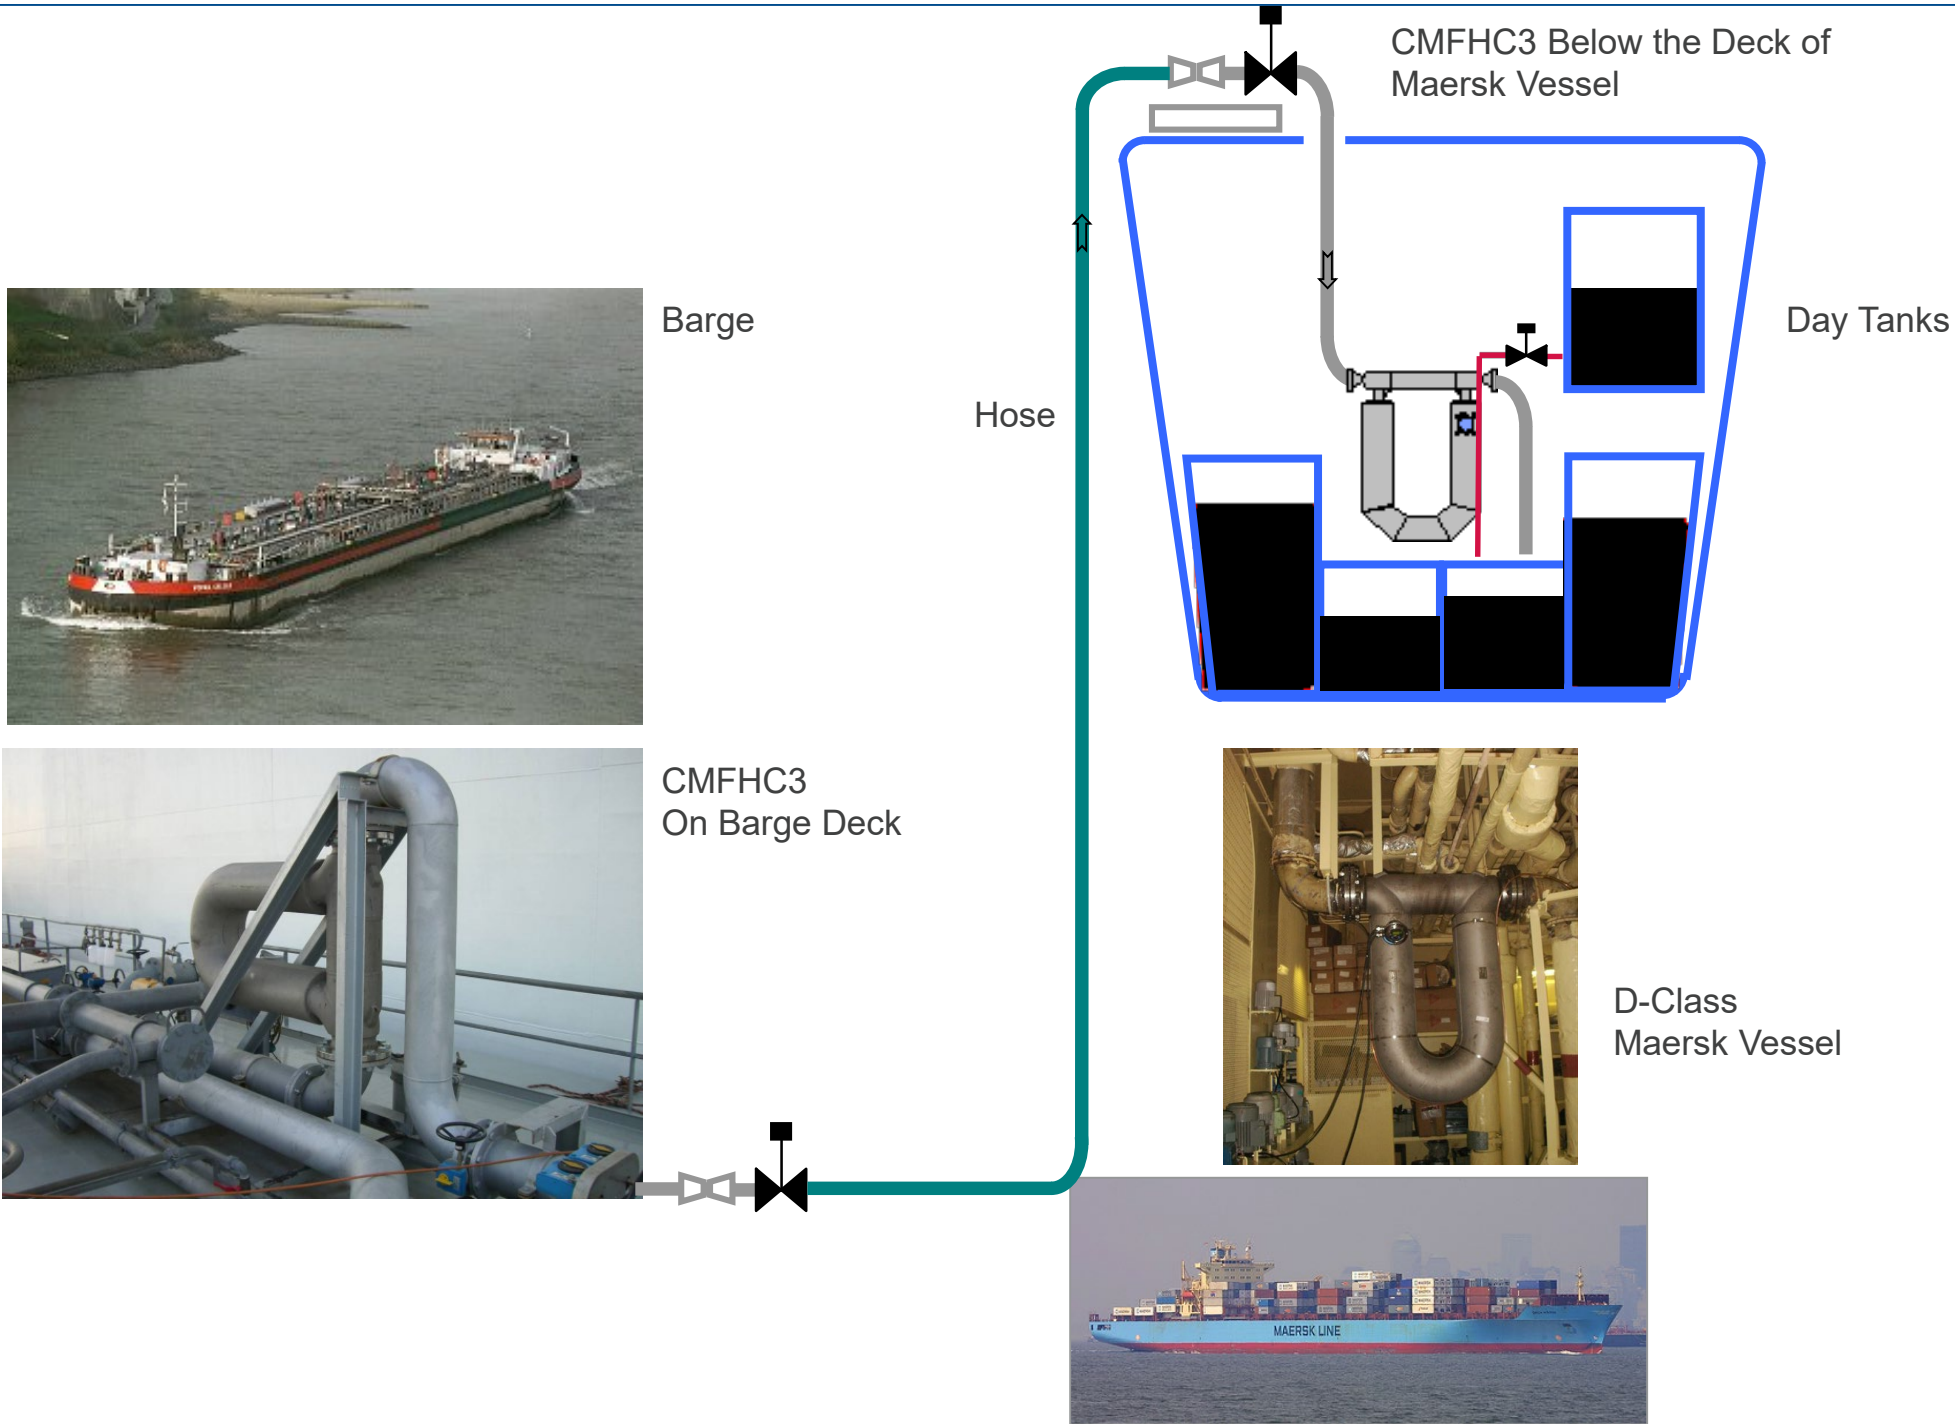 CMFHC3 Below the Deck of
Maersk Vessel
Barge
Day Tanks
Hose
CMFHC3
On Barge Deck
D-Class
Maersk Vessel
MAERSK LINE